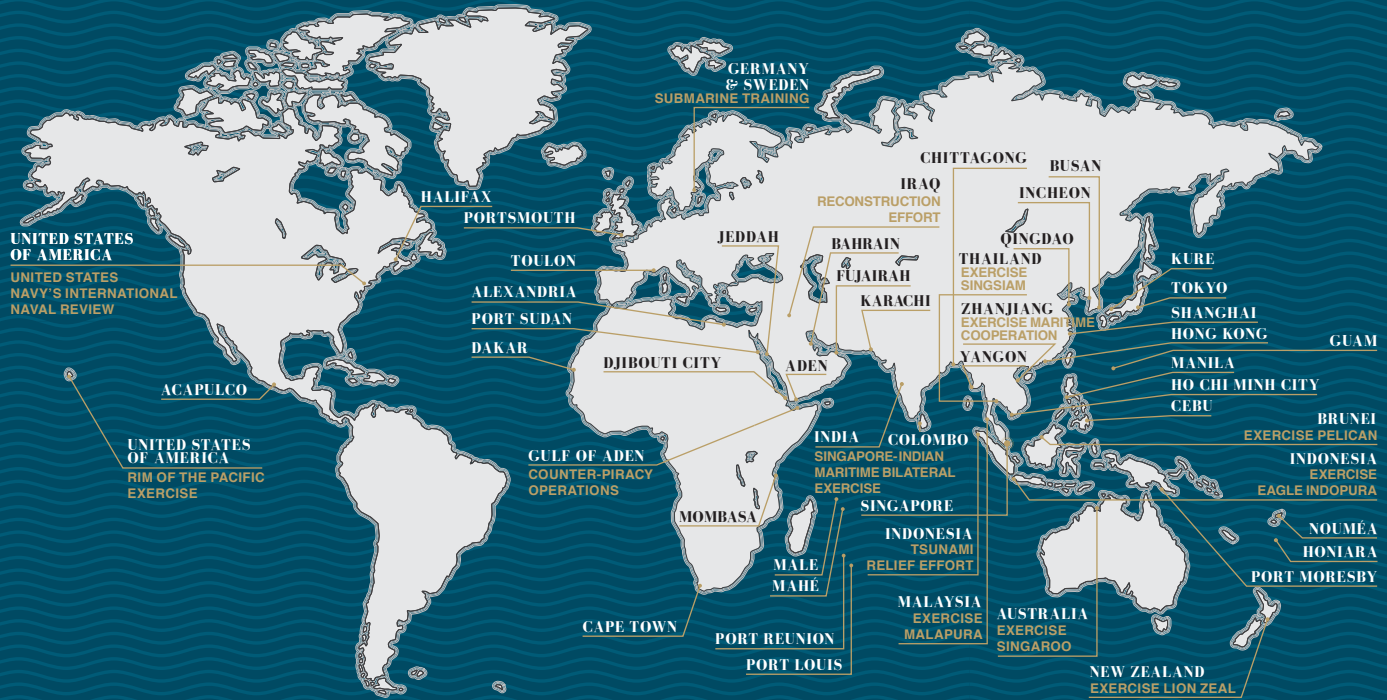 GERMANY
& SWEDEN
SUBMARINE TRAINING
CHITTAGONG
BUSAN
IRAQ
RECONSTRUCTION
EFFORT
INCHEON
HALIFAX
PORTSMOUTH
UNITED STATES
OF AMERICA
UNITED STATES
NAVY'S INTERNATIONAL
NAVAL REVIEW
JEDDAH
BAHRAIN
QINGDAO
TOULON
THAILAND
EXERCISE
SINGSIAM
KURE
FUJAIRAH
TOKYO
ALEXANDRIA
KARACHI
ZHANJIANG
EXERCISE MARITIME
COOPERATION
SHANGHAI
PORT SUDAN
HONG KONG
GUAM
DAKAR
YANGON
DJIBOUTI CITY
ADEN
MANILA
HO CHI MINH CITY
ACAPULCO
CEBU
BRUNEI
EXERCISE PELICAN
UNITED STATES
OF AMERICA
RIM OF THE PACIFIC
EXERCISE
GULF OF ADEN
COUNTER-PIRACY
OPERATIONS
INDIA
SINGAPORE-INDIAN
MARITIME BILATERAL
EXERCISE
COLOMBO
INDONESIA
EXERCISE
EAGLE INDOPURA
SINGAPORE
MOMBASA
INDONESIA
TSUNAMI
RELIEF EFFORT
NOUMÉA
HONIARA
MALE
MAHÉ
PORT MORESBY
MALAYSIA
EXERCISE
MALAPURA
AUSTRALIA
EXERCISE
SINGAROO
CAPE TOWN
PORT REUNION
PORT LOUIS
NEW ZEALAND
EXERCISE LION ZEAL